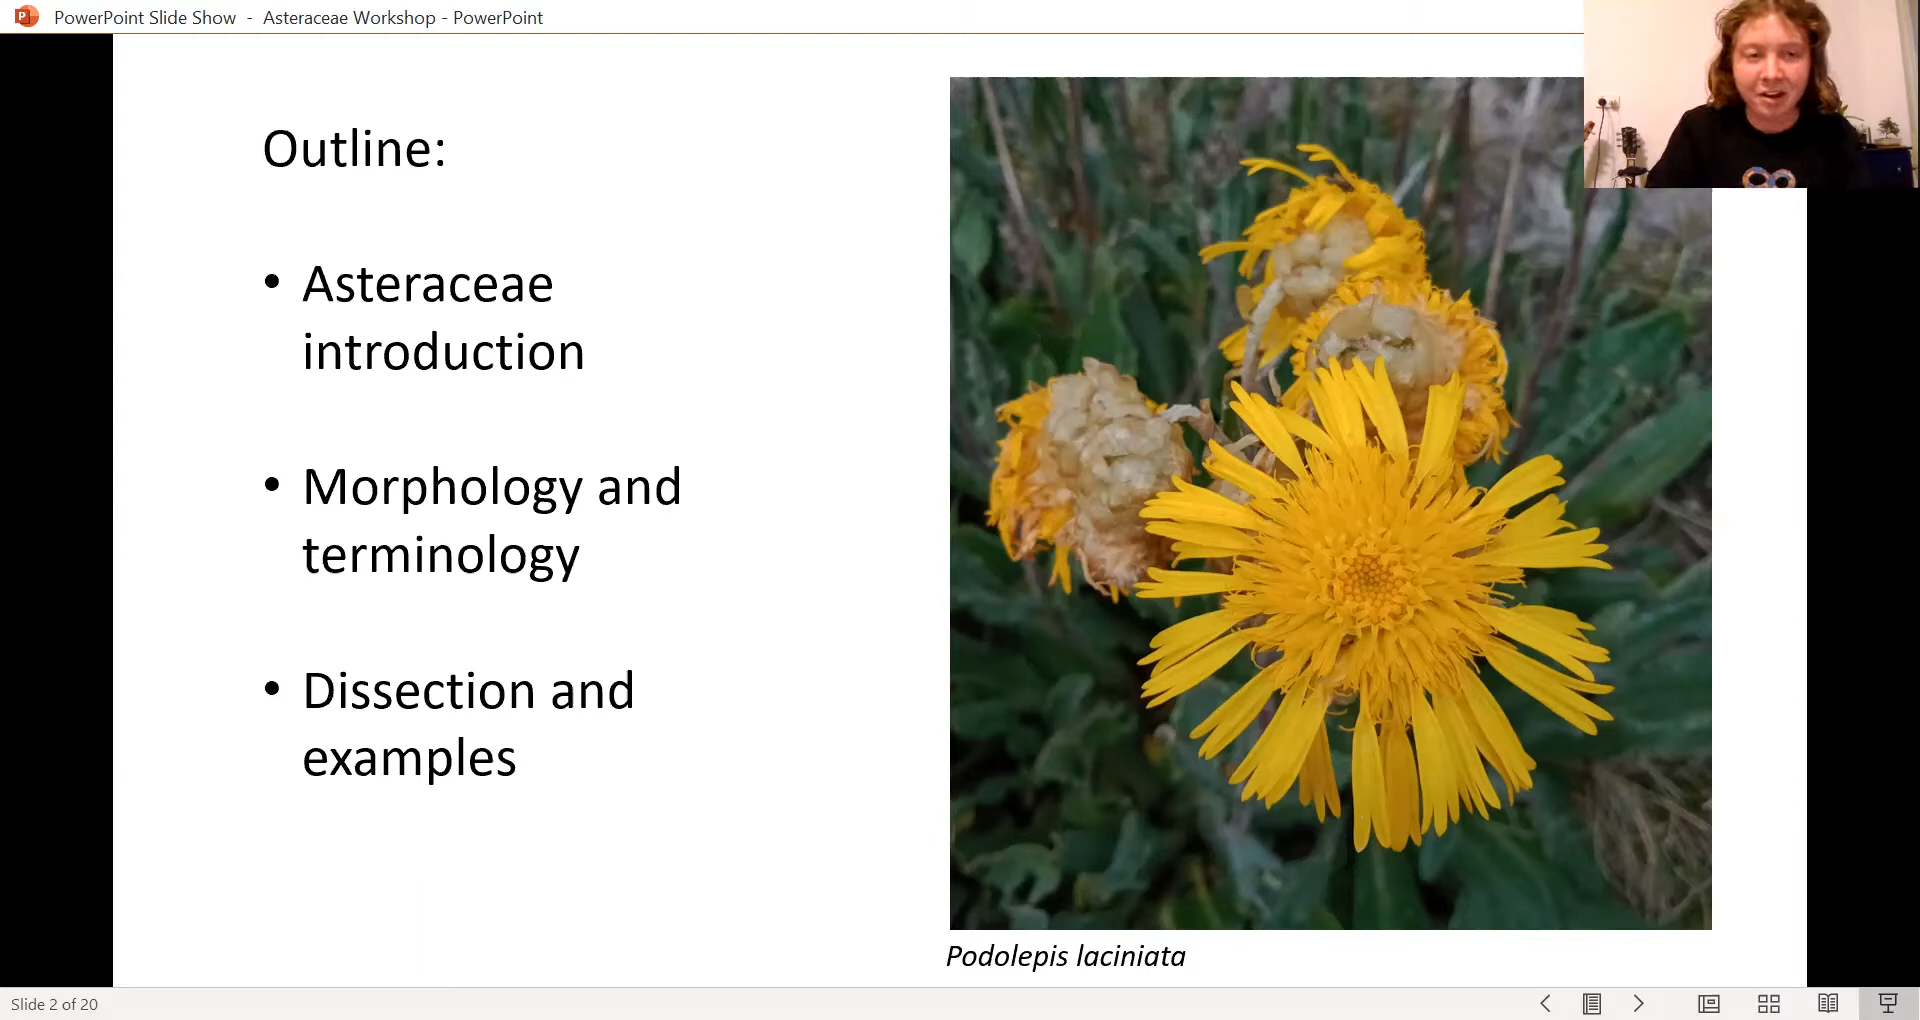 PowerPoint Slide Show - Asteraceae Workshop - PowerPoint
Outline:
• Asteraceae
introduction
• Morphology and
terminology
• Dissection and
examples
Podolepis laciniata
Slide 2 of 20